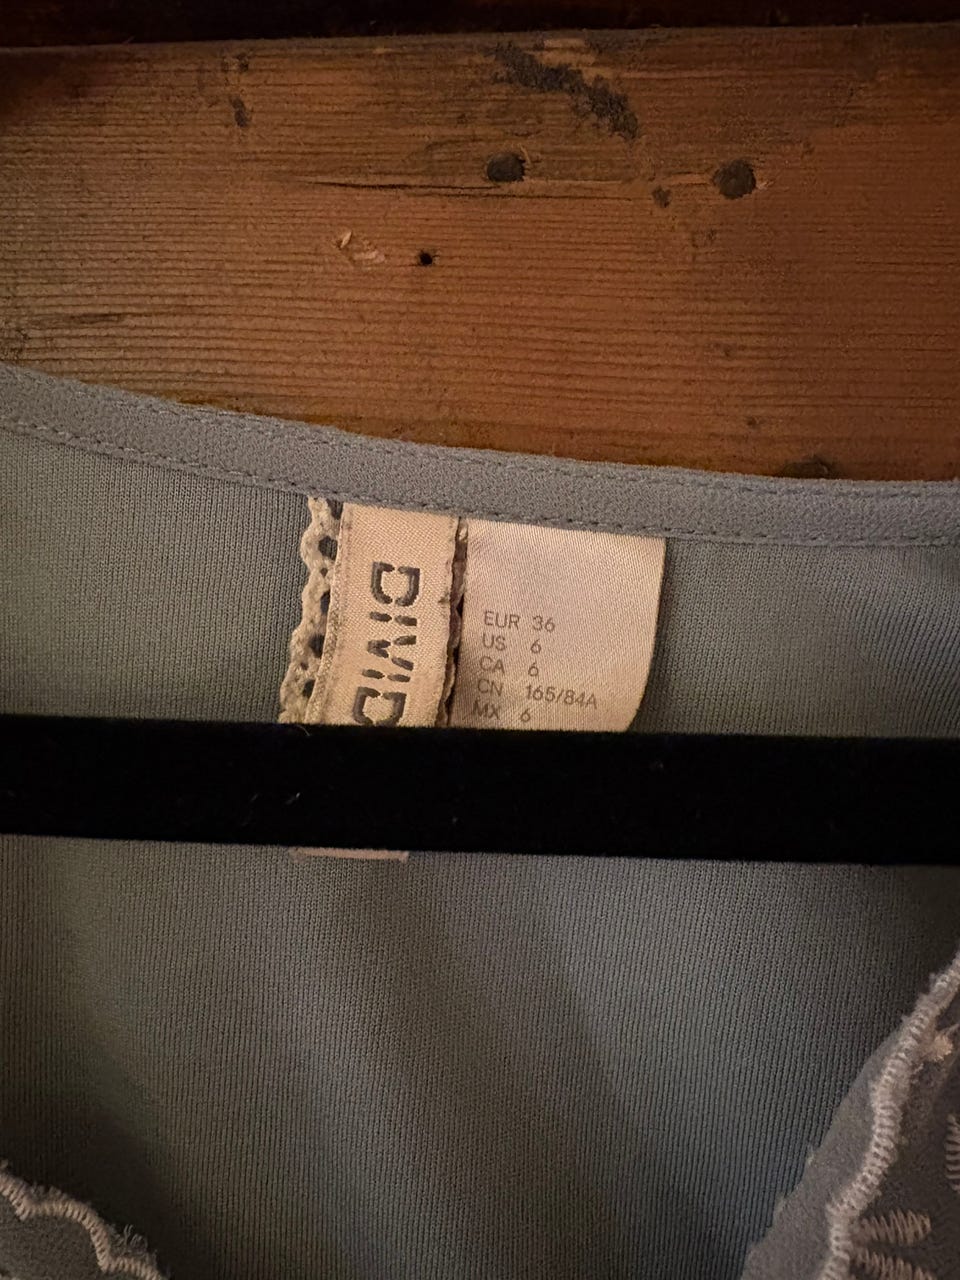 DIVID
EUR 36
US 6
CA 6
CN 165/84A
MX 6